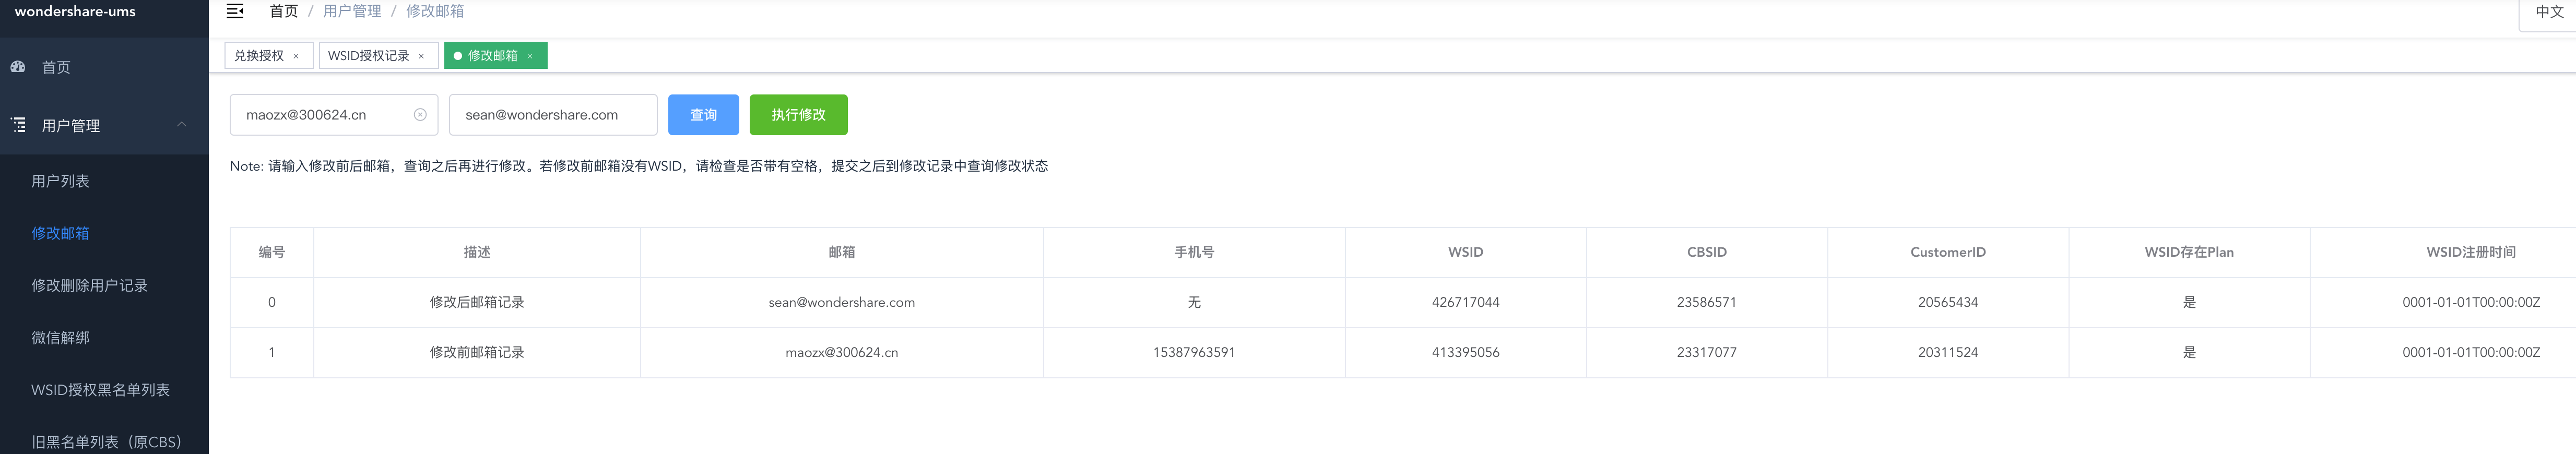 wondershare-ums
首页 / 用户管理 / 修改邮箱
中文
兑换授权 ×
WSID授权记录 ×
修改邮箱 ×
首页
用户管理
用户列表
修改邮箱
修改删除用户记录
微信解绑
WSID授权黑名单列表
旧黑名单列表（原CBS）
maozx@300624.cn
sean@wondershare.com
查询
执行修改
Note: 请输入修改前后邮箱，查询之后再进行修改。若修改前邮箱没有WSID，请检查是否带有空格，提交之后到修改记录中查询修改状态
编号 描述 邮箱 手机号 WSID CBSID CustomerID WSID存在Plan WSID注册时间
0 修改后邮箱记录 sean@wondershare.com 无 426717044 23586571 20565434 是 0001-01-01T00:00:00Z
1 修改前邮箱记录 maozx@300624.cn 15387963591 413395056 23317077 20311524 是 0001-01-01T00:00:00Z